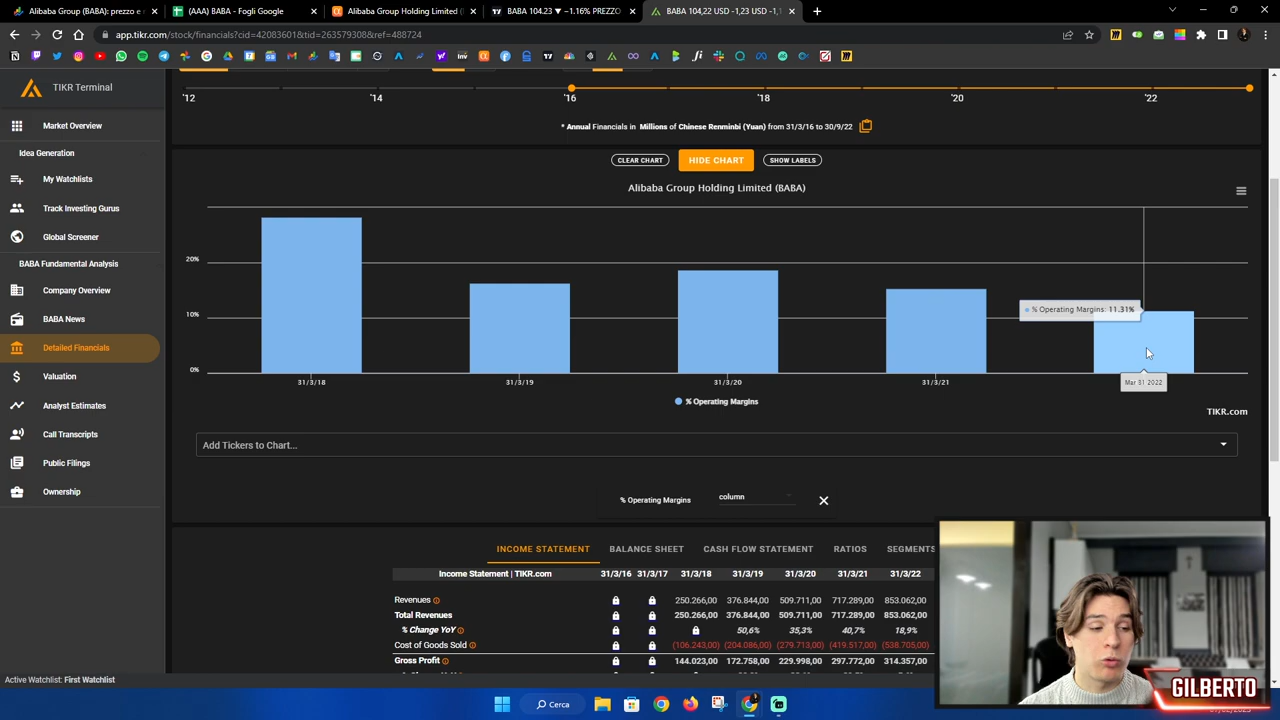 (AAA) Alibaba Group (BABA): prezzo e
(AAA) BABA - Fogli Google
Alibaba Group Holding Limited (
BABA 104.23 ▼ −1.16% PREZZO
BABA 104,22 USD -1,23 USD -1,1
app.tikr.com/stock/financials?cid=420836001&tid=2635793088&ref=488724
TIKR Terminal
Market Overview
Idea Generation
My Watchlists
Track Investing Gurus
Global Screener
BABA Fundamental Analysis
Company Overview
BABA News
Detailed Financials
Valuation
Analyst Estimates
Call Transcripts
Public Filings
Ownership
Active Watchlist: First Watchlist
'12 '14 '16 '18 '20 '22
* Annual Financials in Millions of Chinese Renminbi (Yuan) from 31/3/16 to 30/9/22
CLEAR CHART HIDE CHART SHOW LABELS
Alibaba Group Holding Limited (BABA)
20%
10%
0%
% Operating Margins: 11.31%
31/3/18 31/3/19 31/3/20 31/3/21 Mar 31 2022
% Operating Margins
TIKR.com
Add Tickers to Chart...
% Operating Margins column
INCOME STATEMENT BALANCE SHEET CASH FLOW STATEMENT RATIOS SEGMENTS
Income Statement | TIKR.com 31/3/16 31/3/17 31/3/18 31/3/19 31/3/20 31/3/21 31/3/22
Revenues 250.266,00 376.844,00 509.711,00 717.289,00 853.062,00
Total Revenues 250.266,00 376.844,00 509.711,00 717.289,00 853.062,00
% Change YoY 50,6% 35,3% 40,7% 18,9%
Cost of Goods Sold (106.243,00) (204.086,00) (279.713,00) (419.517,00) (538.705,00)
Gross Profit 144.023,00 172.758,00 229.998,00 297.772,00 314.357,00
GILBERTO
Cerca